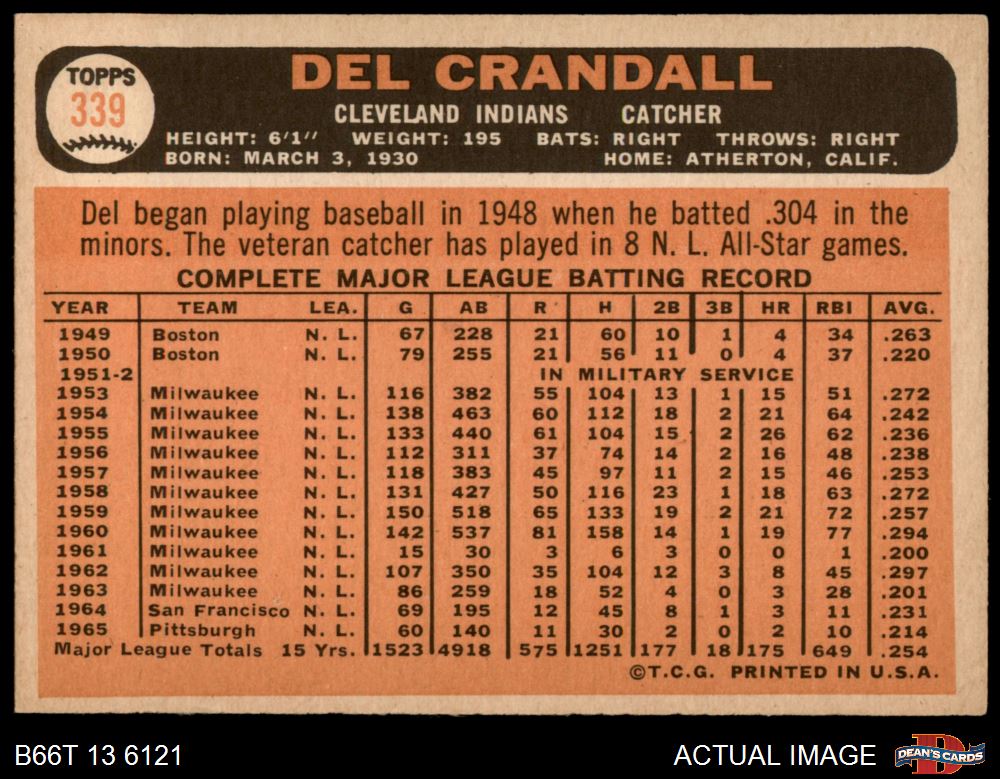 TOPPS
339
DEL CRANDALL
CLEVELAND INDIANS CATCHER
HEIGHT: 6'1" WEIGHT: 195 BATS: RIGHT THROWS: RIGHT
BORN: MARCH 3, 1930 HOME: ATHERTON, CALIF.
Del began playing baseball in 1948 when he batted .304 in the
minors. The veteran catcher has played in 8 N. L. All-Star games.
COMPLETE MAJOR LEAGUE BATTING RECORD
YEAR TEAM LEA. G AB R H 2B 3B HR RBI AVG.
1949 Boston N. L. 67 228 21 60 10 1 4 34 .263
1950 Boston N. L. 79 255 21 56 11 0 4 37 .220
1951-2 IN MILITARY SERVICE
1953 Milwaukee N. L. 116 382 55 104 13 1 15 51 .272
1954 Milwaukee N. L. 138 463 60 112 18 2 21 64 .242
1955 Milwaukee N. L. 133 440 61 104 15 2 26 62 .236
1956 Milwaukee N. L. 112 311 37 74 14 2 16 48 .238
1957 Milwaukee N. L. 118 383 45 97 11 2 15 46 .253
1958 Milwaukee N. L. 131 427 50 116 23 1 18 63 .272
1959 Milwaukee N. L. 150 518 65 133 19 2 21 72 .257
1960 Milwaukee N. L. 142 537 81 158 14 1 19 77 .294
1961 Milwaukee N. L. 15 30 3 6 3 0 0 1 .200
1962 Milwaukee N. L. 107 350 35 104 12 3 8 45 .297
1963 Milwaukee N. L. 86 259 18 52 4 0 3 28 .201
1964 San Francisco N. L. 69 195 12 45 8 1 3 11 .231
1965 Pittsburgh N. L. 60 140 11 30 2 0 2 10 .214
Major League Totals 15 Yrs. 1523 4918 575 1251 177 18 175 649 .254
©T.C.G. PRINTED IN U.S.A.
B66T 13 6121 ACTUAL IMAGE DEAN'S CARDS